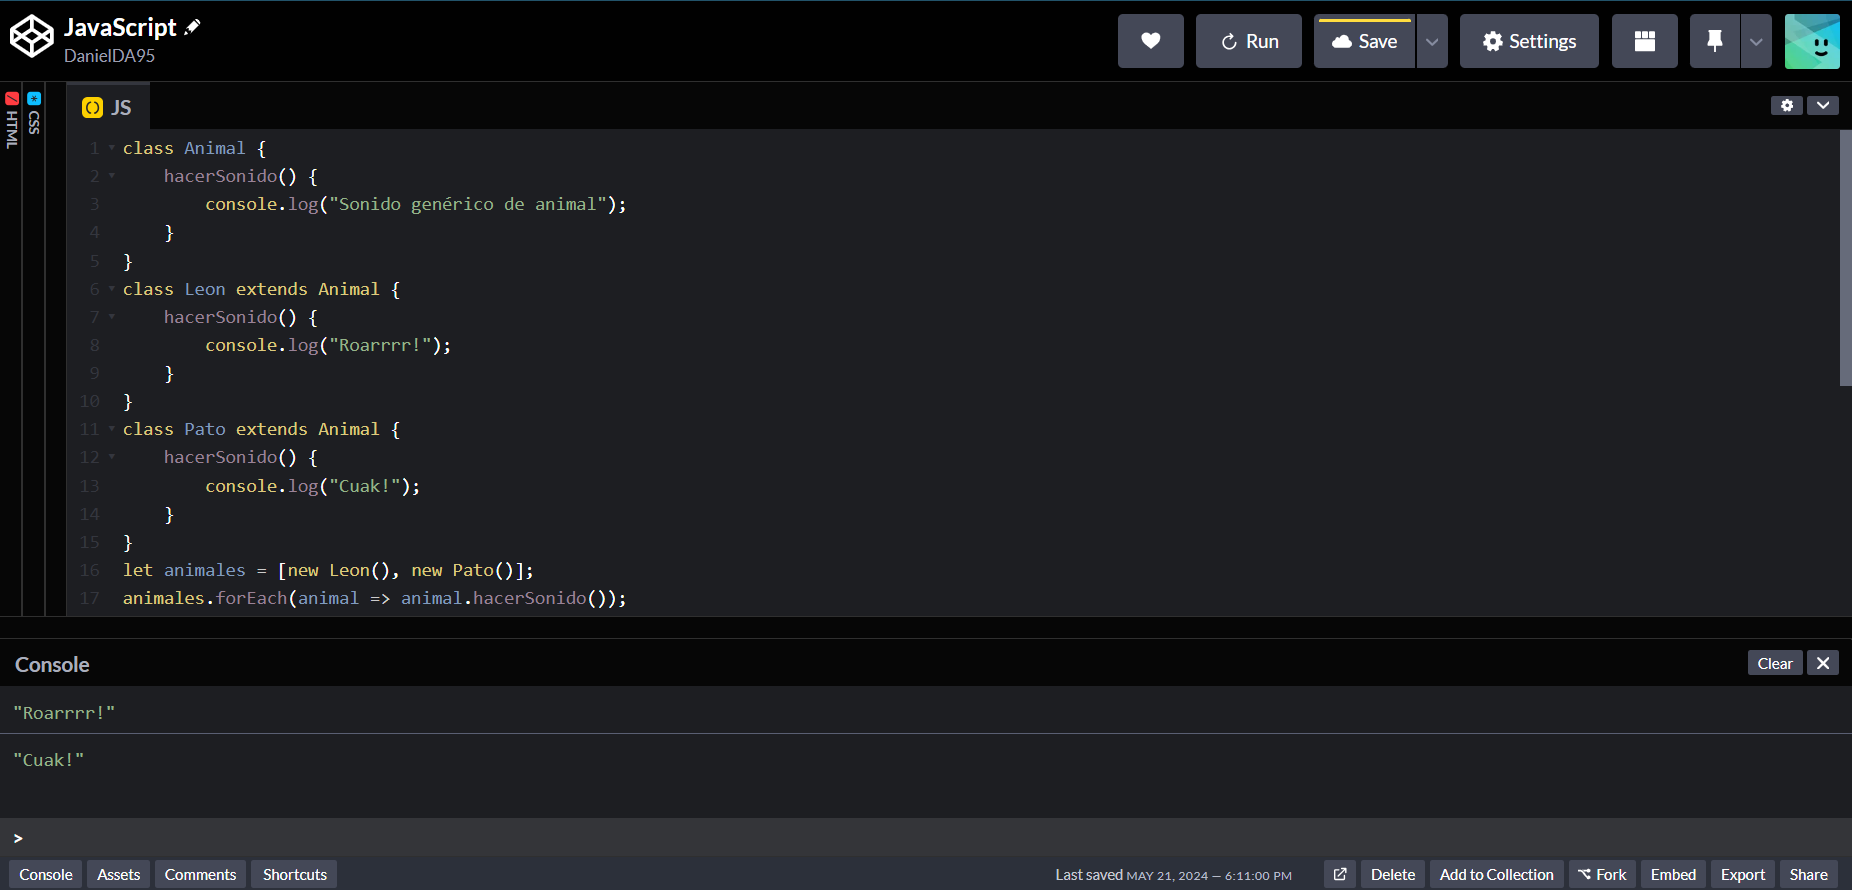 JavaScript
DanielDA95
Run
Save
Settings
HTML
CSS
JS
1 class Animal {
2     hacerSonido() {
3         console.log("Sonido genérico de animal");
4     }
5 }
6 class Leon extends Animal {
7     hacerSonido() {
8         console.log("Roarrrr!");
9     }
10 }
11 class Pato extends Animal {
12     hacerSonido() {
13         console.log("Cuak!");
14     }
15 }
16 let animales = [new Leon(), new Pato()];
17 animales.forEach(animal => animal.hacerSonido());
Console
Clear
"Roarrrr!"
"Cuak!"
>
Console Assets Comments Shortcuts Last saved MAY 21, 2024 — 6:11:00 PM Delete Add to Collection Fork Embed Export Share